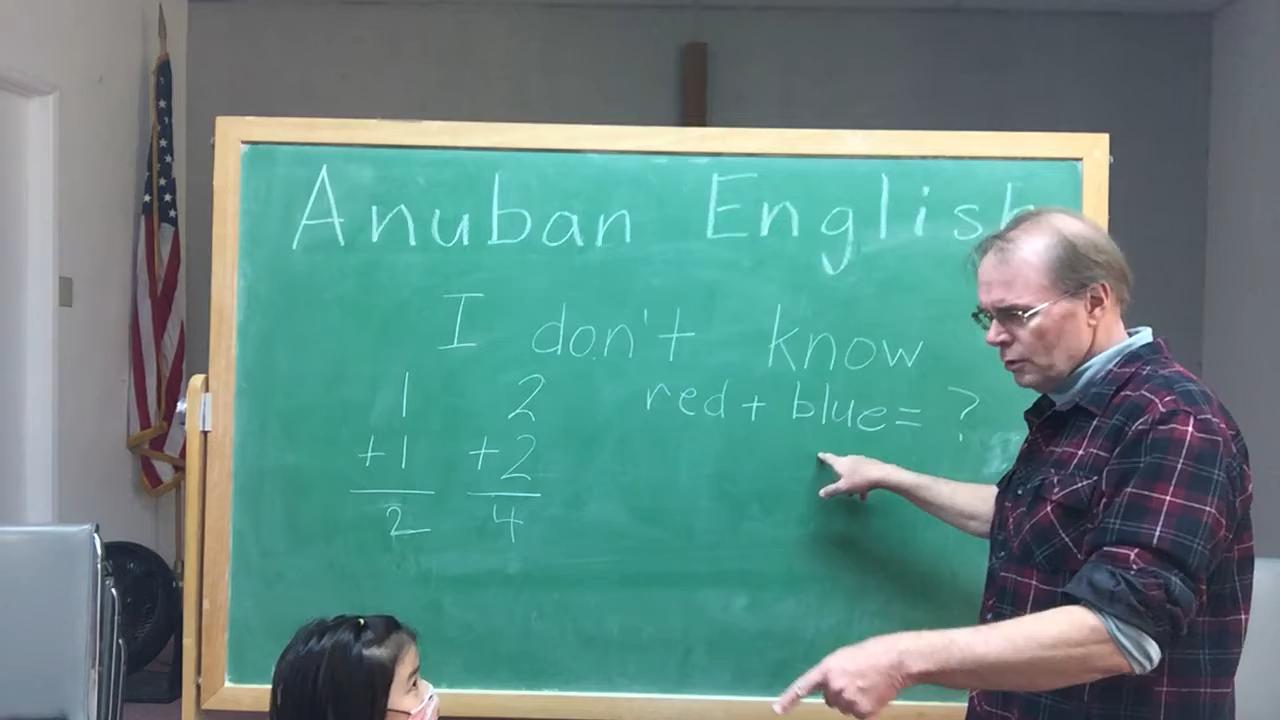 Anuban English
I don't know
1 2 red + blue = ?
+1 +2
2 4